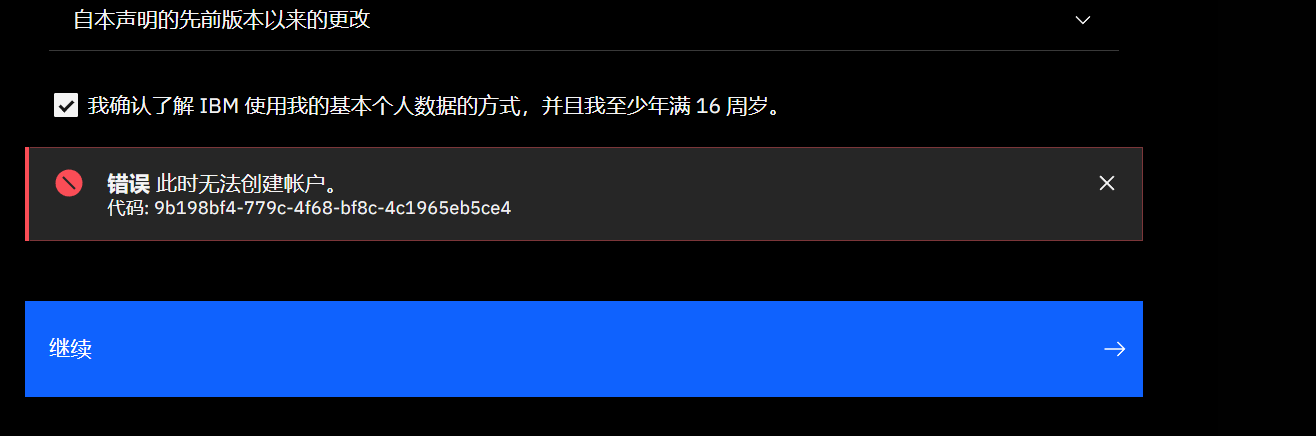 自本声明的先前版本以来的更改
我确认了解 IBM 使用我的基本个人数据的方式，并且我至少年满 16 周岁。
错误 此时无法创建帐户。
代码: 9b198bf4-779c-4f68-bf8c-4c1965eb5ce4
继续